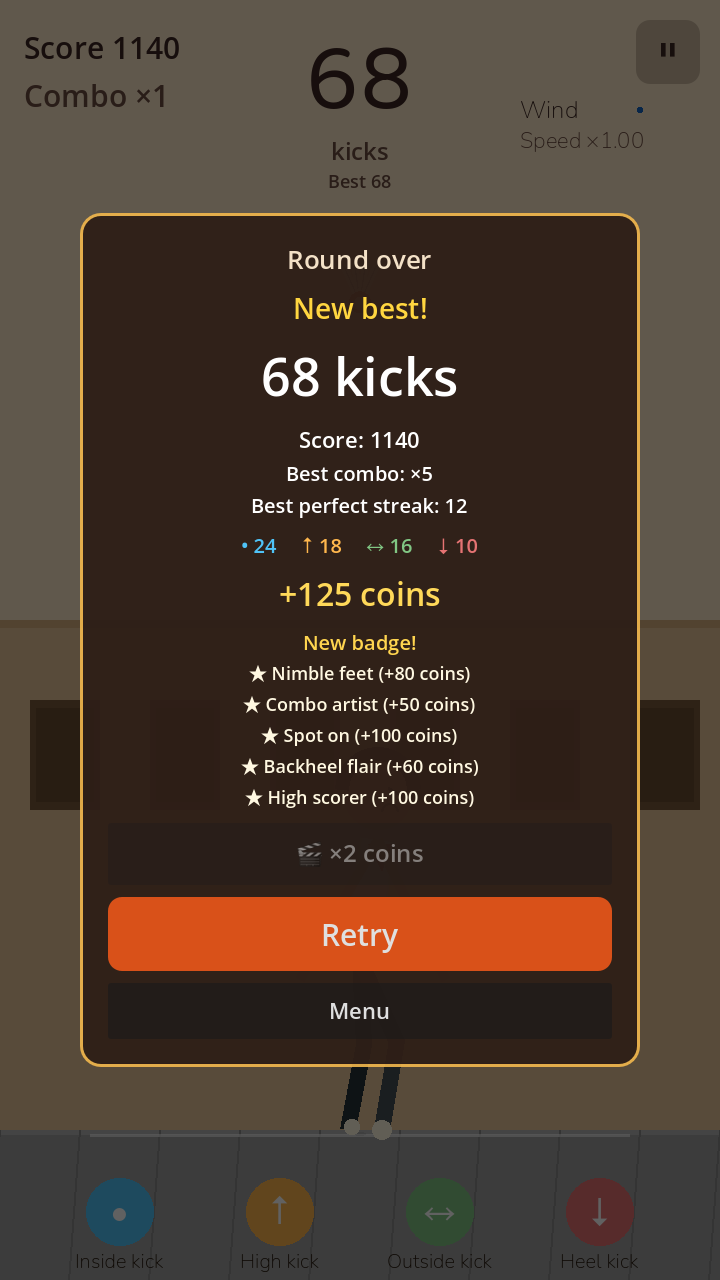 Score 1140
Combo ×1
68
kicks
Best 68
Wind
Speed ×1.00
Round over
New best!
68 kicks
Score: 1140
Best combo: ×5
Best perfect streak: 12
• 24 ↑ 18 ↔ 16 ↓ 10
+125 coins
New badge!
★ Nimble feet (+80 coins)
★ Combo artist (+50 coins)
★ Spot on (+100 coins)
★ Backheel flair (+60 coins)
★ High scorer (+100 coins)
🎬 ×2 coins
Retry
Menu
Inside kick High kick Outside kick Heel kick